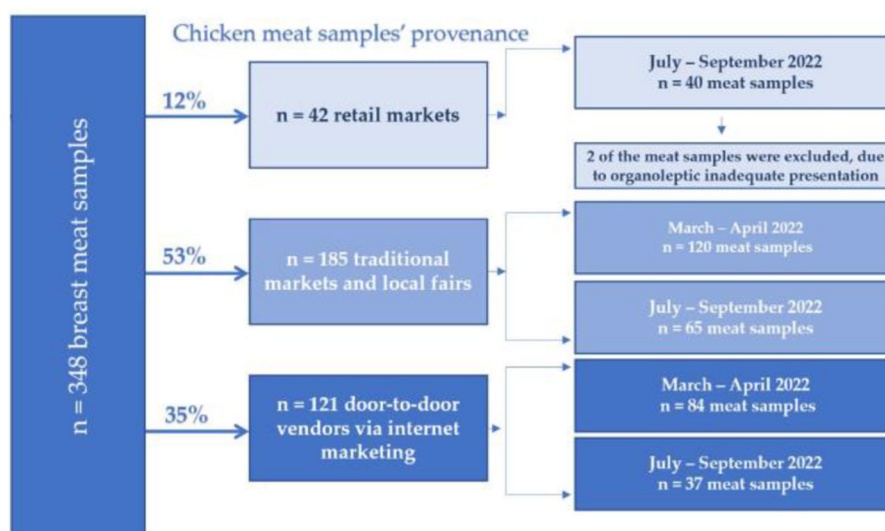 Chicken meat samples' provenance
n = 348 breast meat samples
12%
n = 42 retail markets
July – September 2022
n = 40 meat samples
2 of the meat samples were excluded, due
to organoleptic inadequate presentation
53%
n = 185 traditional
markets and local fairs
March – April 2022
n = 120 meat samples
July – September 2022
n = 65 meat samples
35%
n = 121 door-to-door
vendors via internet
marketing
March – April 2022
n = 84 meat samples
July – September 2022
n = 37 meat samples